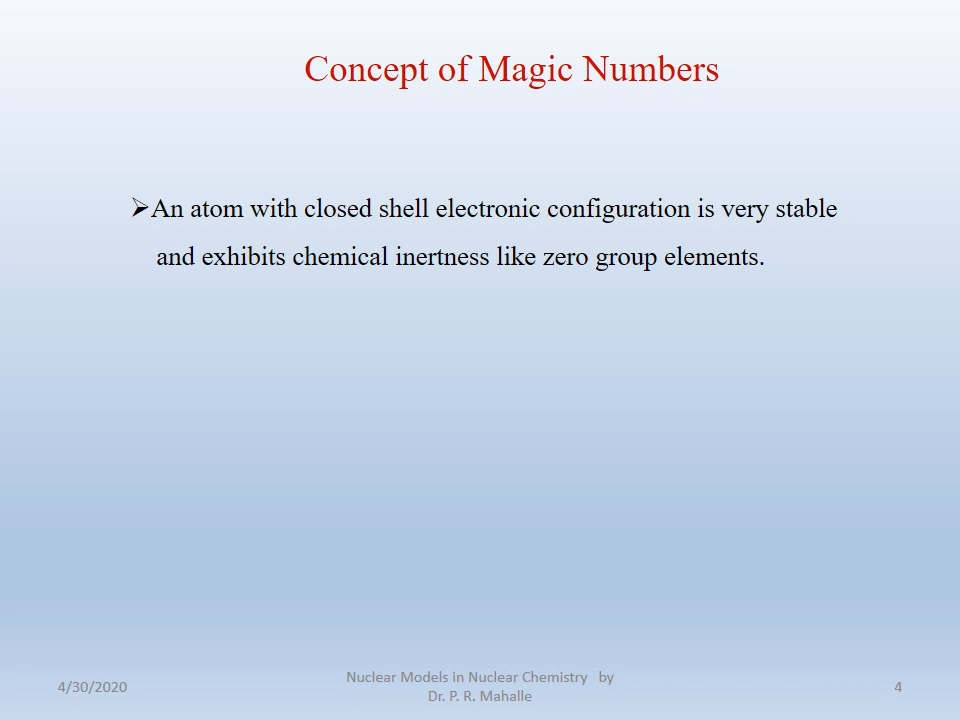 Concept of Magic Numbers
➢An atom with closed shell electronic configuration is very stable
and exhibits chemical inertness like zero group elements.
4/30/2020
Nuclear Models in Nuclear Chemistry by
Dr. P. R. Mahalle
4